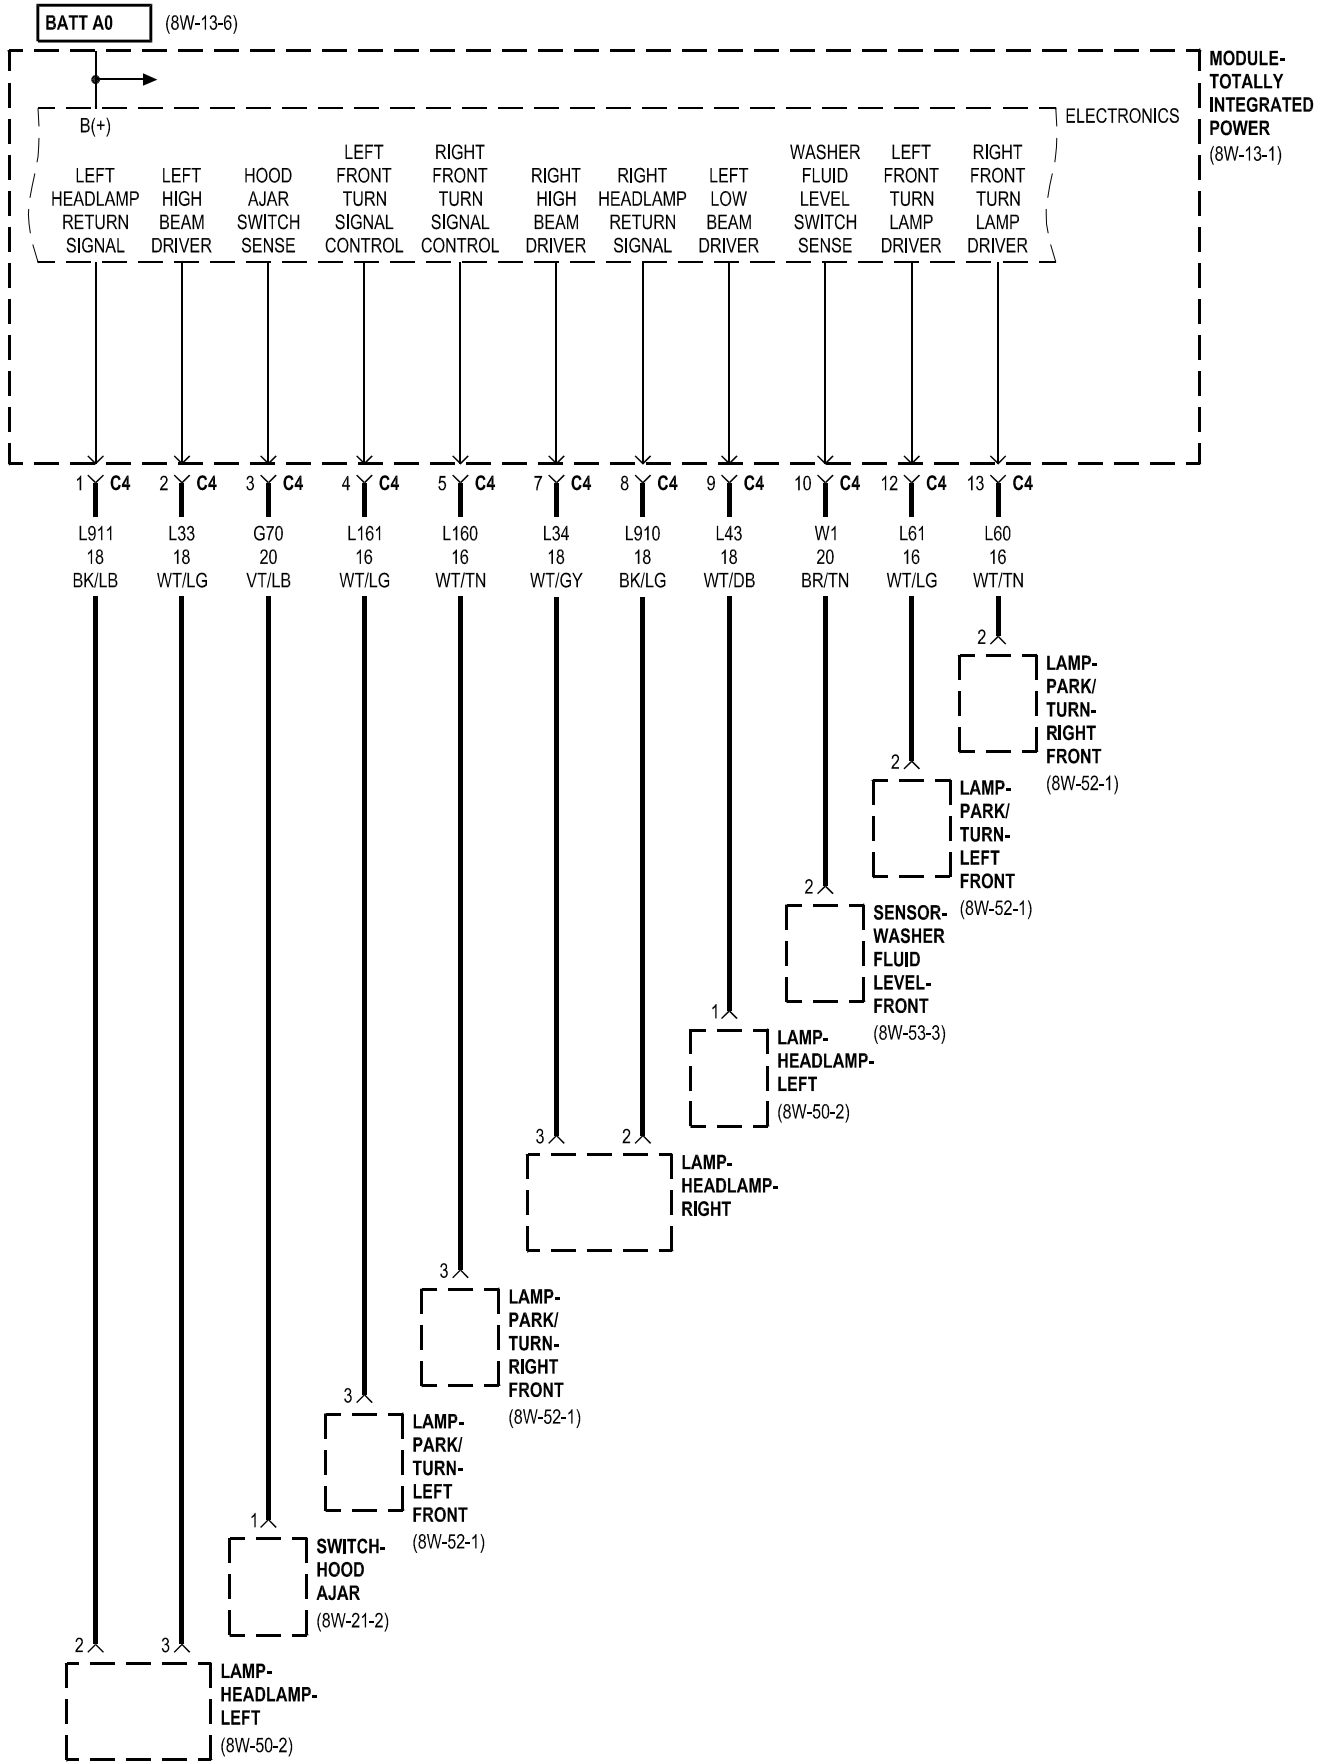 BATT A0 (8W-13-6)
MODULE-
TOTALLY
INTEGRATED
POWER
(8W-13-1)
ELECTRONICS
B(+)
LEFT
HEADLAMP
RETURN
SIGNAL
LEFT
HIGH
BEAM
DRIVER
HOOD
AJAR
SWITCH
SENSE
LEFT
FRONT
TURN
SIGNAL
CONTROL
RIGHT
FRONT
TURN
SIGNAL
CONTROL
RIGHT
HIGH
BEAM
DRIVER
RIGHT
HEADLAMP
RETURN
SIGNAL
LEFT
LOW
BEAM
DRIVER
WASHER
FLUID
LEVEL
SWITCH
SENSE
LEFT
FRONT
TURN
LAMP
DRIVER
RIGHT
FRONT
TURN
LAMP
DRIVER
1 C4 2 C4 3 C4 4 C4 5 C4 7 C4 8 C4 9 C4 10 C4 12 C4 13 C4
L911 L33 G70 L161 L160 L34 L910 L43 W1 L61 L60
18 18 20 16 16 18 18 18 20 16 16
BK/LB WT/LG VT/LB WT/LG WT/TN WT/GY BK/LG WT/DB BR/TN WT/LG WT/TN
2
LAMP-
PARK/
TURN-
RIGHT
FRONT
(8W-52-1)
2
LAMP-
PARK/
TURN-
LEFT
FRONT
(8W-52-1)
2
SENSOR-
WASHER
FLUID
LEVEL-
FRONT
(8W-53-3)
1
LAMP-
HEADLAMP-
LEFT
(8W-50-2)
3 2
LAMP-
HEADLAMP-
RIGHT
3
LAMP-
PARK/
TURN-
RIGHT
FRONT
(8W-52-1)
3
LAMP-
PARK/
TURN-
LEFT
FRONT
(8W-52-1)
1
SWITCH-
HOOD
AJAR
(8W-21-2)
2 3
LAMP-
HEADLAMP-
LEFT
(8W-50-2)